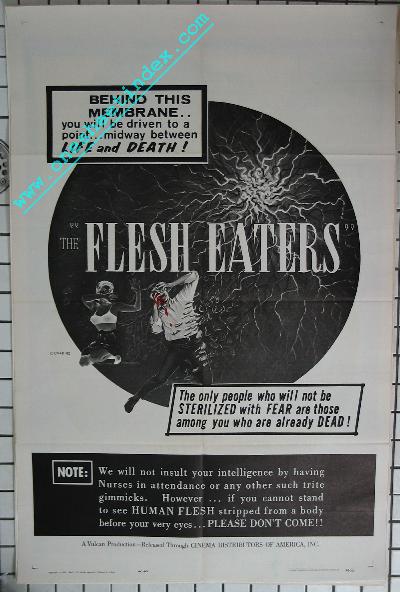 BEHIND THIS
MEMBRANE..
you will be driven to a
point...midway between
LIFE and DEATH!
"THE FLESH EATERS"
The only people who will not be
STERILIZED with FEAR are those
among you who are already DEAD!
NOTE: We will not insult your intelligence by having
Nurses in attendance or any other such trite
gimmicks. However ... if you cannot stand
to see HUMAN FLESH stripped from a body
before your very eyes...PLEASE DON'T COME!!
A Vulcan Production—Released Through CINEMA DISTRIBUTORS OF AMERICA, INC.